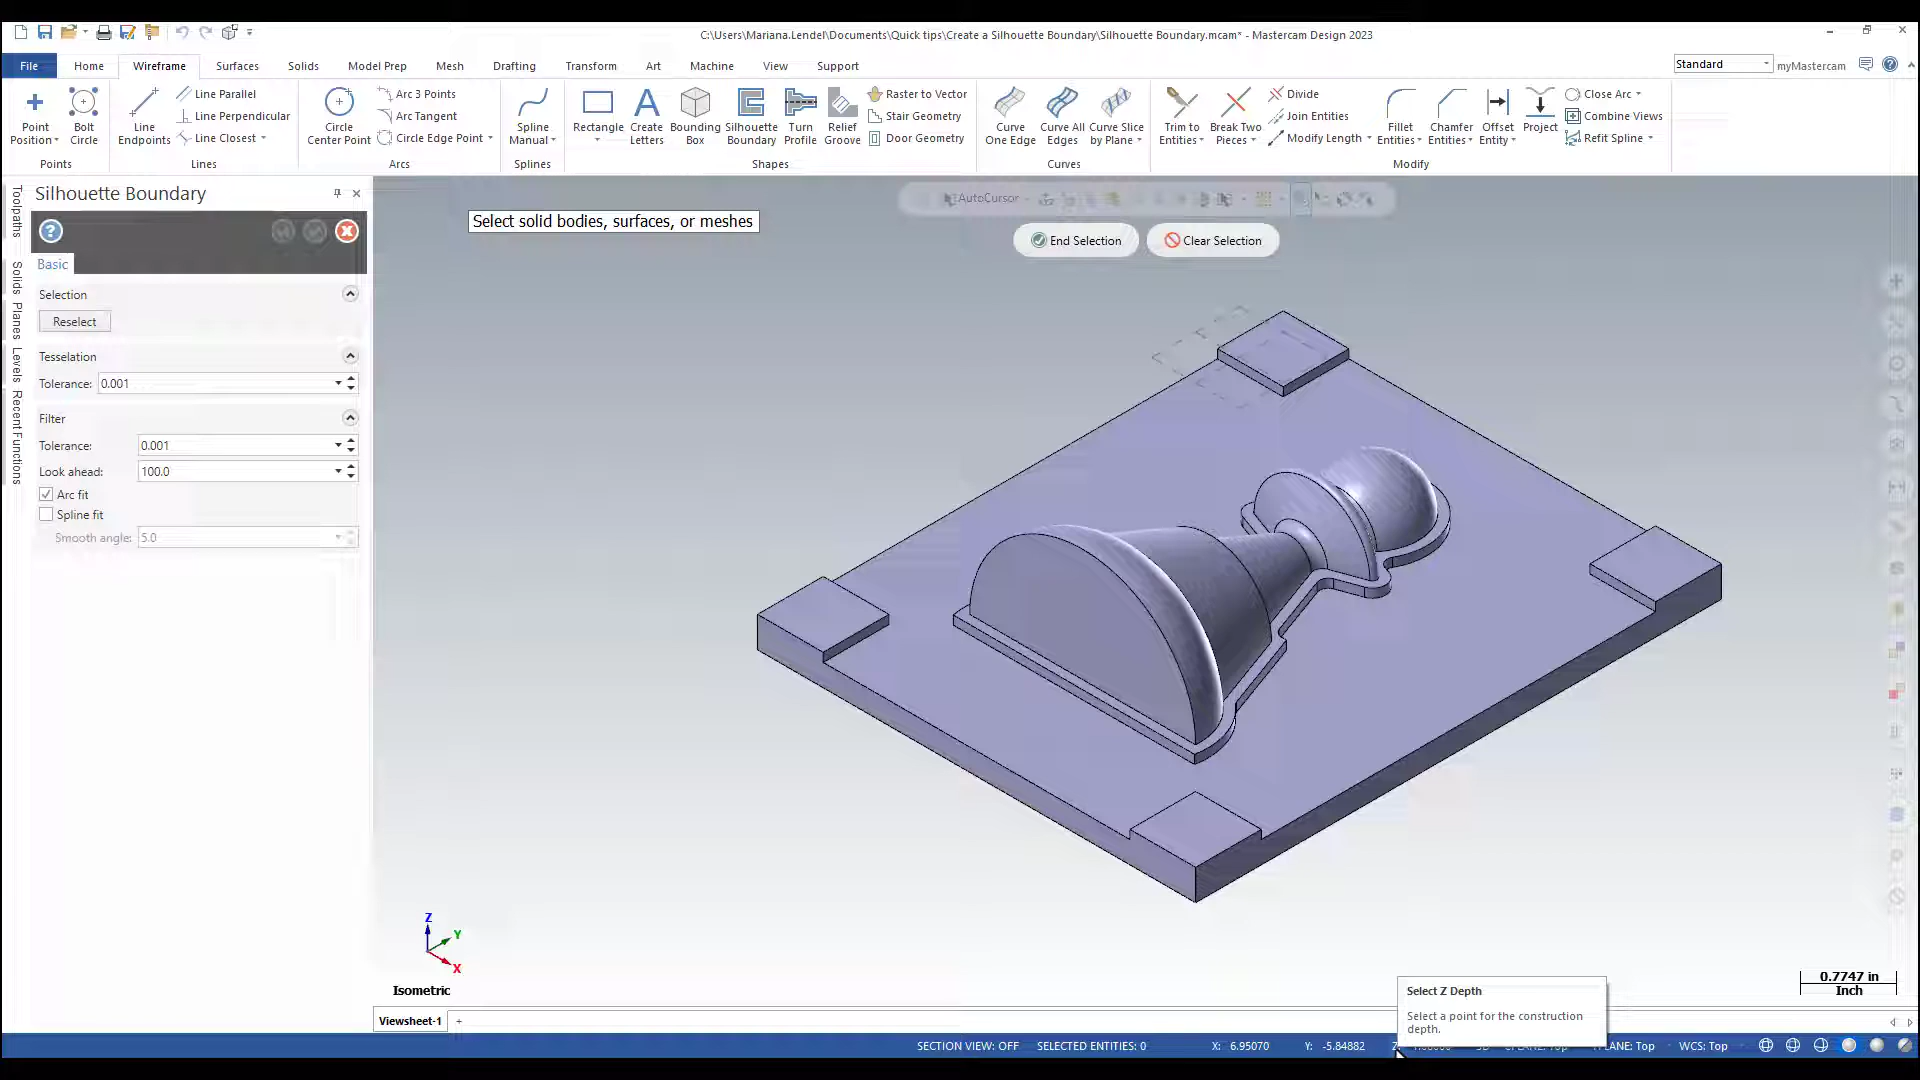 C:\Users\Mariana.Lendel\Documents\Quick tips\Create a Silhouette Boundary\Silhouette Boundary.mcam* - Mastercam Design 2023
File Home Wireframe Surfaces Solids Model Prep Mesh Drafting Transform Art Machine View Support
Standard myMastercam
Point Position
Bolt Circle
Points
Line Endpoints
Line Parallel
Line Perpendicular
Line Closest
Lines
Circle Center Point
Arc 3 Points
Arc Tangent
Circle Edge Point
Arcs
Spline Manual
Splines
Rectangle
Create Letters
Bounding Box
Silhouette Boundary
Turn Profile
Relief Groove
Raster to Vector
Stair Geometry
Door Geometry
Shapes
Curve One Edge
Curve All Edges
Curve Slice by Plane
Curves
Trim to Entities
Break Two Pieces
Divide
Join Entities
Modify Length
Fillet Entities
Chamfer Entities
Offset Entity
Project
Close Arc
Combine Views
Refit Spline
Modify
Toolpaths
Solids
Planes
Levels
Recent Functions
Silhouette Boundary
Basic
Selection
Reselect
Tesselation
Tolerance: 0.001
Filter
Tolerance: 0.001
Look ahead: 100.0
Arc fit
Spline fit
Smooth angle: 5.0
Select solid bodies, surfaces, or meshes
AutoCursor
End Selection
Clear Selection
Z
Y
X
Isometric
0.7747 in
Inch
Select Z Depth
Select a point for the construction
depth.
Viewsheet-1 +
SECTION VIEW: OFF SELECTED ENTITIES: 0 X: 6.95070 Y: -5.84882 Z: WCS: Top